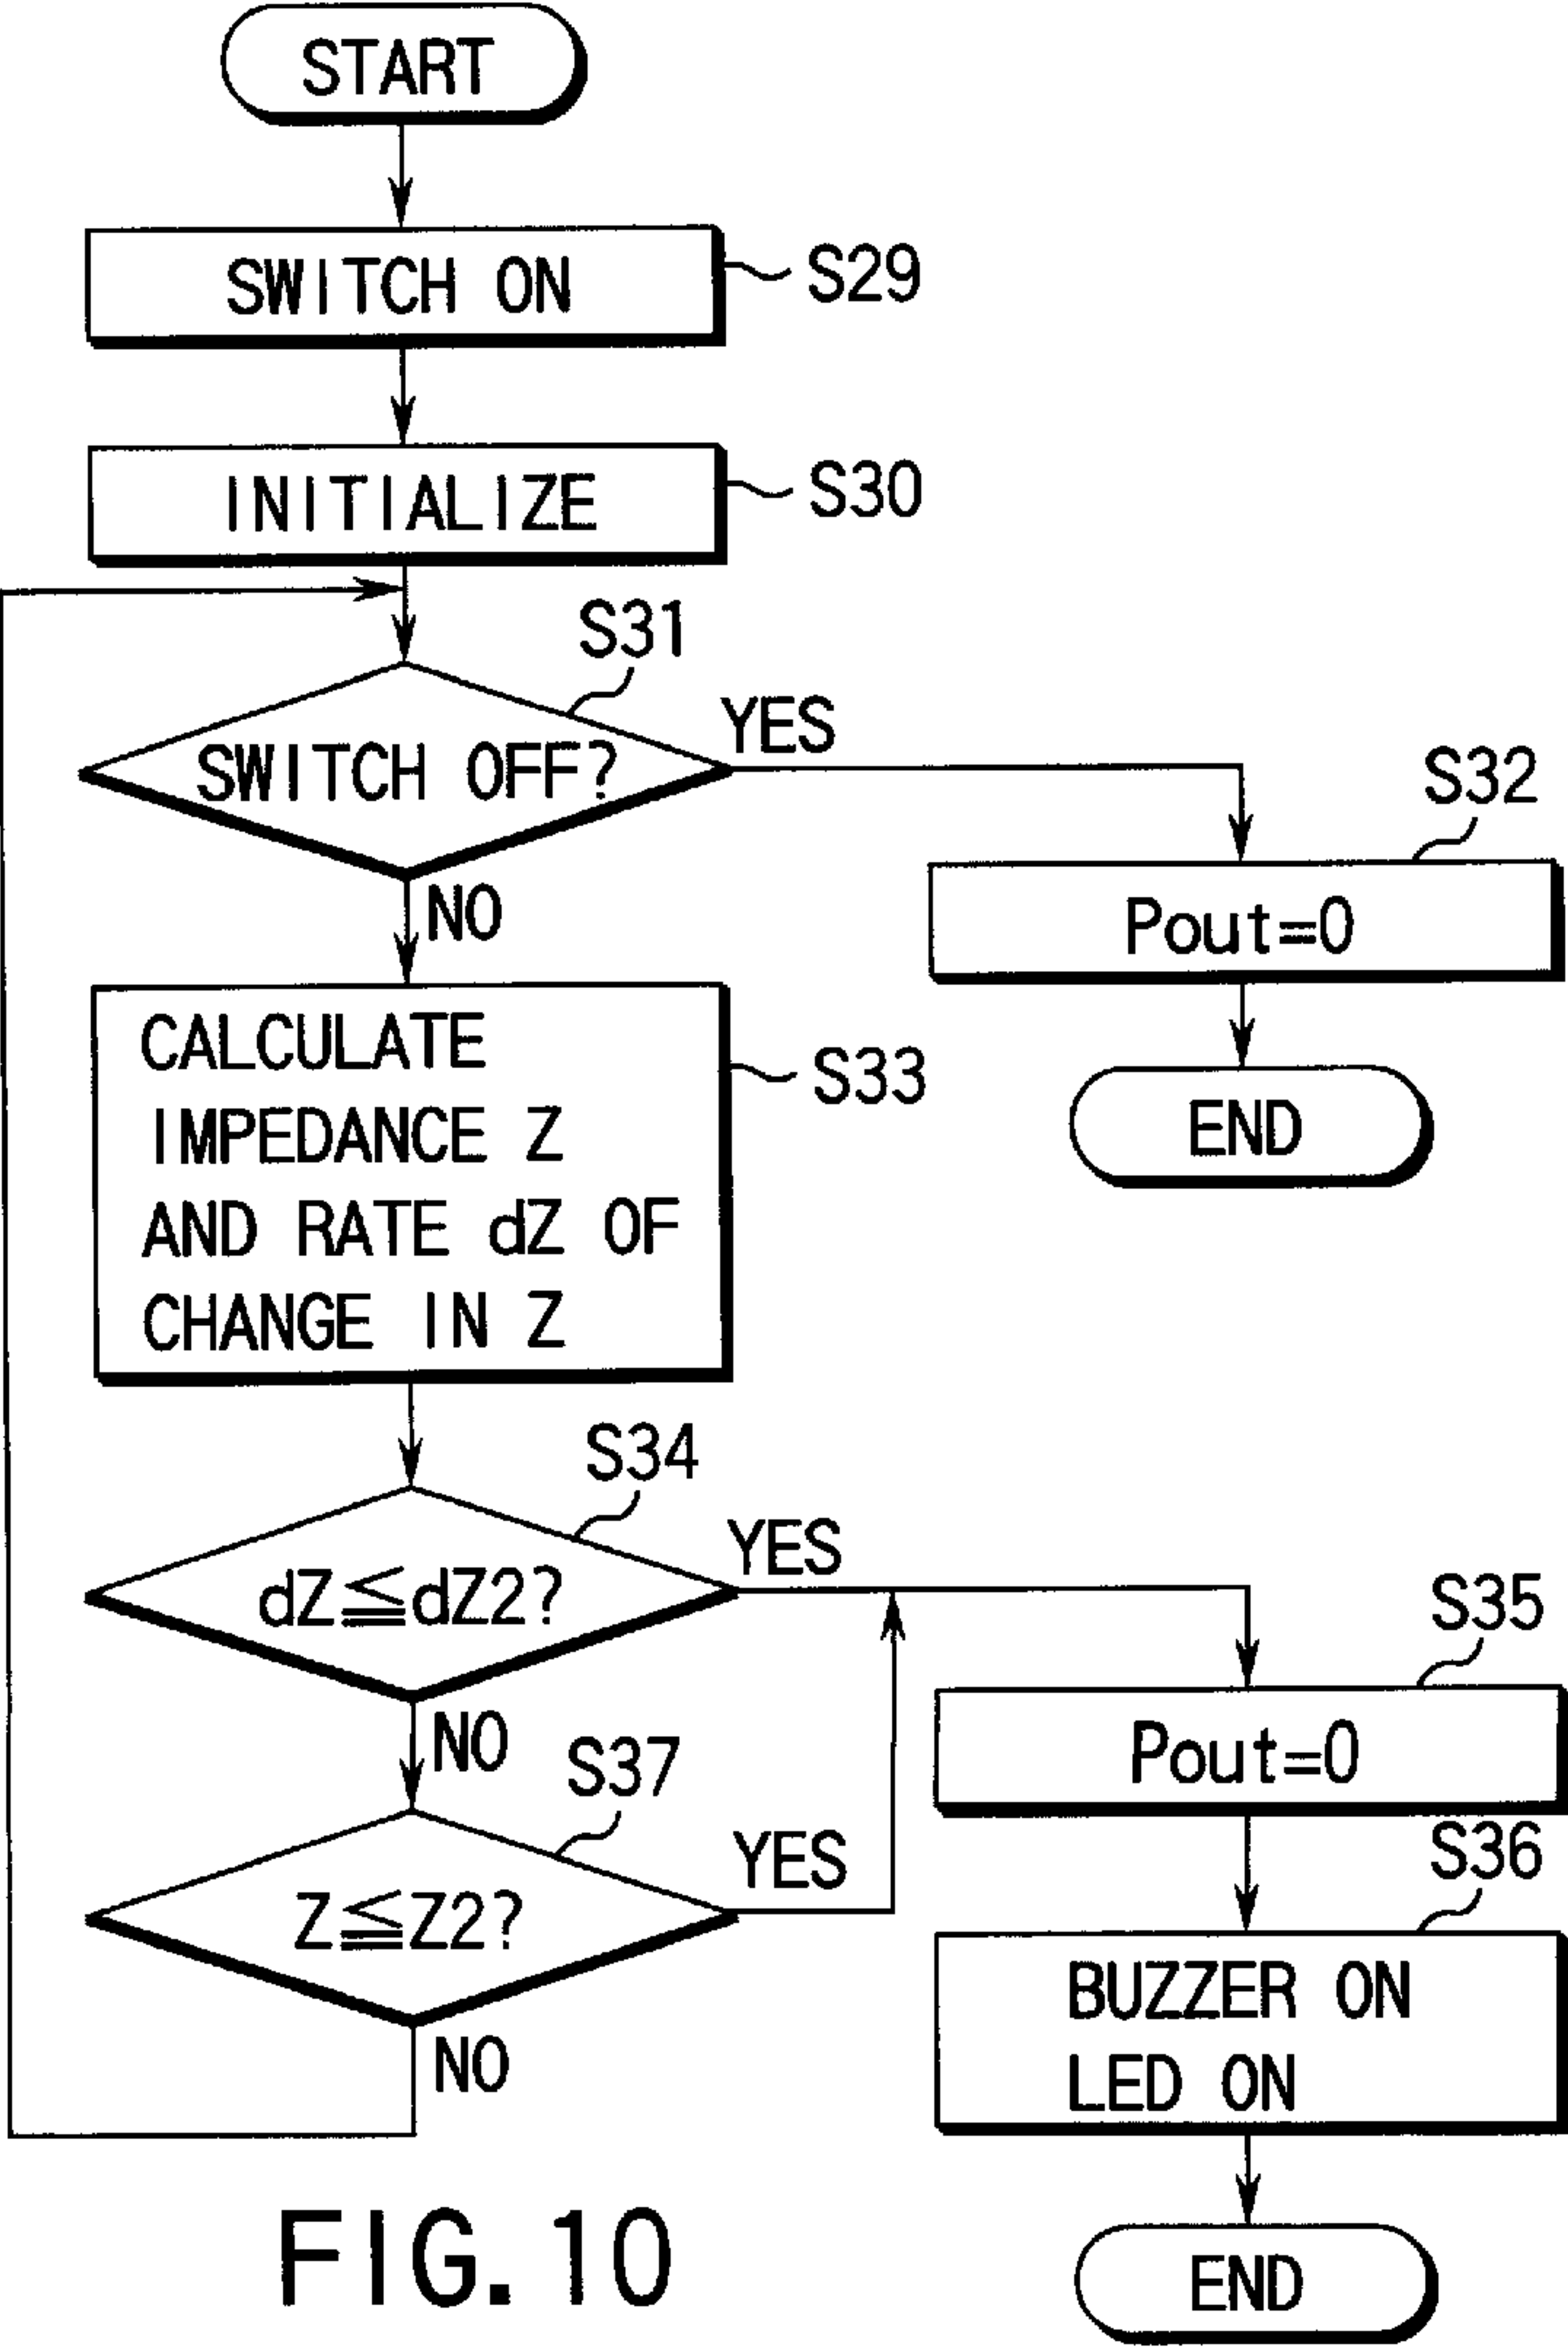 START
SWITCH ON
S29
INITIALIZE
S30
S31
SWITCH OFF?
YES
NO
S32
Pout=0
END
CALCULATE
IMPEDANCE Z
AND RATE dZ OF
CHANGE IN Z
S33
S34
dZ≦dZ2?
YES
NO
S35
Pout=0
S37
Z≦Z2?
YES
NO
S36
BUZZER ON
LED ON
END
FIG. 10